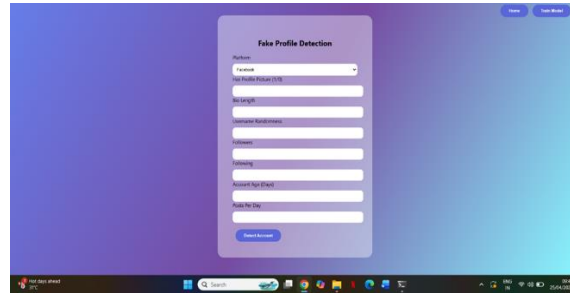 Home
Train Model
Fake Profile Detection
Platform
Facebook
Has Profile Picture (1/0)
Bio Length
Username Randomness
Followers
Following
Account Age (Days)
Posts Per Day
Detect Account
Hot days ahead
31°C
Search
ENG
IN